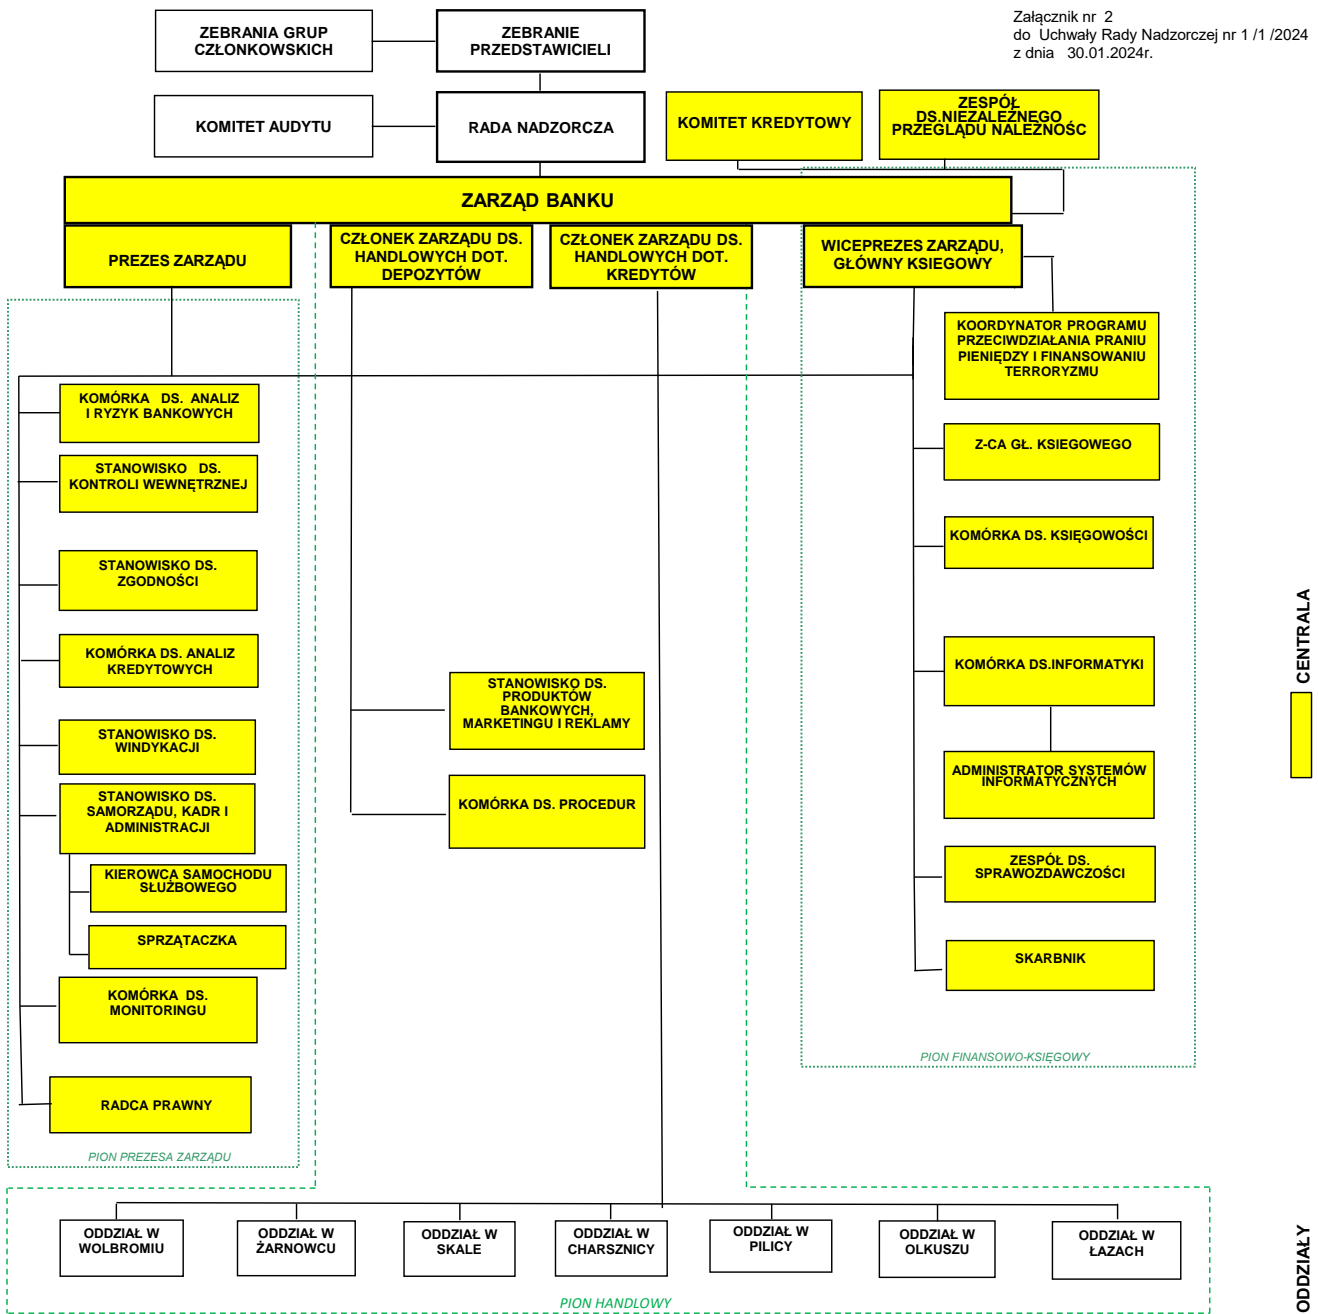 Załącznik nr 2
do Uchwały Rady Nadzorczej nr 1 /1 /2024
z dnia 30.01.2024r.
ZEBRANIA GRUP
CZŁONKOWSKICH
ZEBRANIE
PRZEDSTAWICIELI
KOMITET AUDYTU
RADA NADZORCZA
KOMITET KREDYTOWY
ZESPÓŁ
DS.NIEZALEŻNEGO
PRZEGLĄDU NALEŻNOŚC
ZARZĄD BANKU
PREZES ZARZĄDU
CZŁONEK ZARZĄDU DS.
HANDLOWYCH DOT.
DEPOZYTÓW
CZŁONEK ZARZĄDU DS.
HANDLOWYCH DOT.
KREDYTÓW
WICEPREZES ZARZĄDU,
GŁÓWNY KSIEGOWY
KOMÓRKA DS. ANALIZ
I RYZYK BANKOWYCH
STANOWISKO DS.
KONTROLI WEWNĘTRZNEJ
STANOWISKO DS.
ZGODNOŚCI
KOMÓRKA DS. ANALIZ
KREDYTOWYCH
STANOWISKO DS.
WINDYKACJI
STANOWISKO DS.
SAMORZĄDU, KADR I
ADMINISTRACJI
KIEROWCA SAMOCHODU
SŁUŻBOWEGO
SPRZĄTACZKA
KOMÓRKA DS.
MONITORINGU
RADCA PRAWNY
PION PREZESA ZARZĄDU
STANOWISKO DS.
PRODUKTÓW
BANKOWYCH,
MARKETINGU I REKLAMY
KOMÓRKA DS. PROCEDUR
KOORDYNATOR PROGRAMU
PRZECIWDZIAŁANIA PRANIU
PIENIĘDZY I FINANSOWANIU
TERRORYZMU
Z-CA GŁ. KSIEGOWEGO
KOMÓRKA DS. KSIĘGOWOŚCI
KOMÓRKA DS.INFORMATYKI
ADMINISTRATOR SYSTEMÓW
INFORMATYCZNYCH
ZESPÓŁ DS.
SPRAWOZDAWCZOŚCI
SKARBNIK
PION FINANSOWO-KSIĘGOWY
CENTRALA
ODDZIAŁ W
WOLBROMIU
ODDZIAŁ W
ŻARNOWCU
ODDZIAŁ W
SKALE
ODDZIAŁ W
CHARSZNICY
ODDZIAŁ W
PILICY
ODDZIAŁ W
OLKUSZU
ODDZIAŁ W
ŁAZACH
PION HANDLOWY
ODDZIAŁY